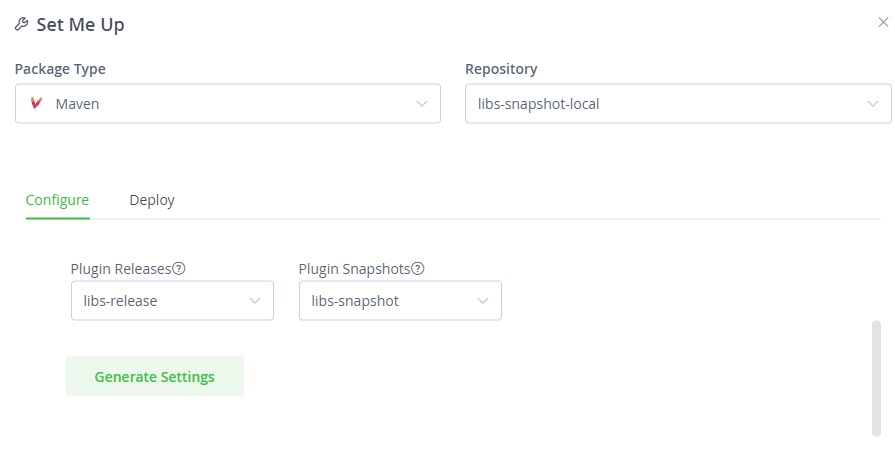 Set Me Up
Package Type
Repository
Maven
libs-snapshot-local
Configure
Deploy
Plugin Releases
Plugin Snapshots
libs-release
libs-snapshot
Generate Settings